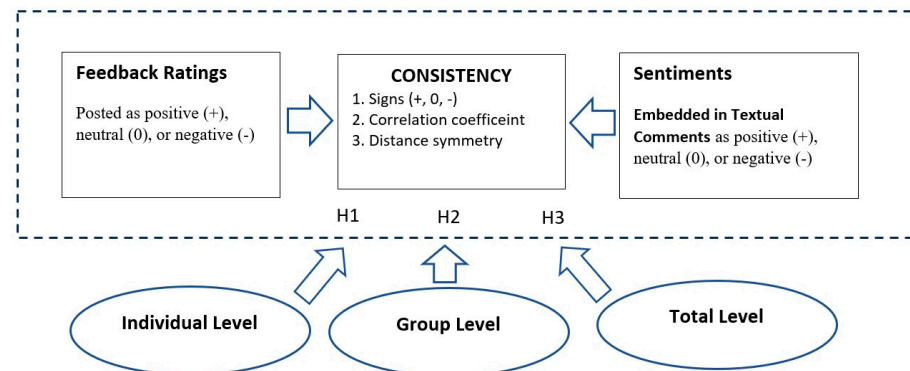 Feedback Ratings
Posted as positive (+),
neutral (0), or negative (-)
CONSISTENCY
1. Signs (+, 0, -)
2. Correlation coefficeint
3. Distance symmetry
Sentiments
Embedded in Textual
Comments as positive (+),
neutral (0), or negative (-)
H1
H2
H3
Individual Level
Group Level
Total Level